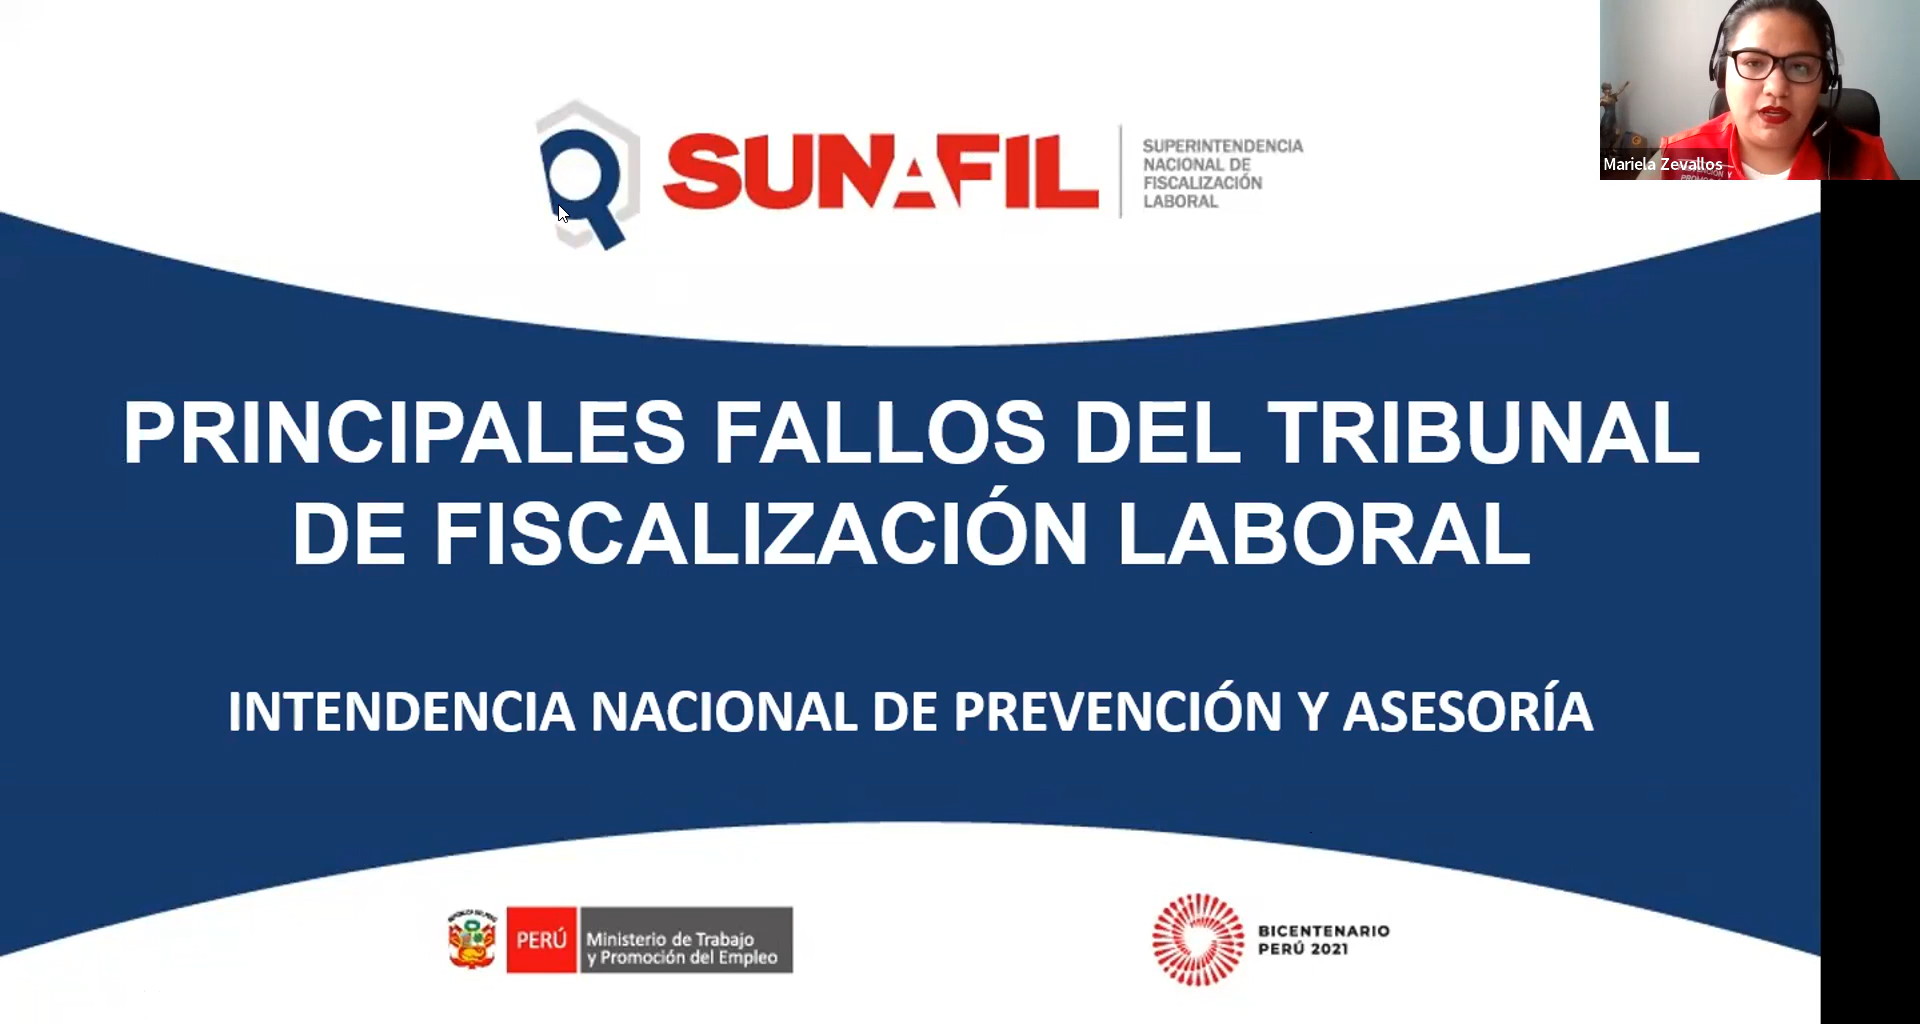 SUNAFIL
SUPERINTENDENCIA
NACIONAL DE
FISCALIZACIÓN
LABORAL
Mariela Zevallos
PRINCIPALES FALLOS DEL TRIBUNAL
DE FISCALIZACIÓN LABORAL
INTENDENCIA NACIONAL DE PREVENCIÓN Y ASESORÍA
PERÚ
Ministerio de Trabajo
y Promoción del Empleo
BICENTENARIO
PERÚ 2021